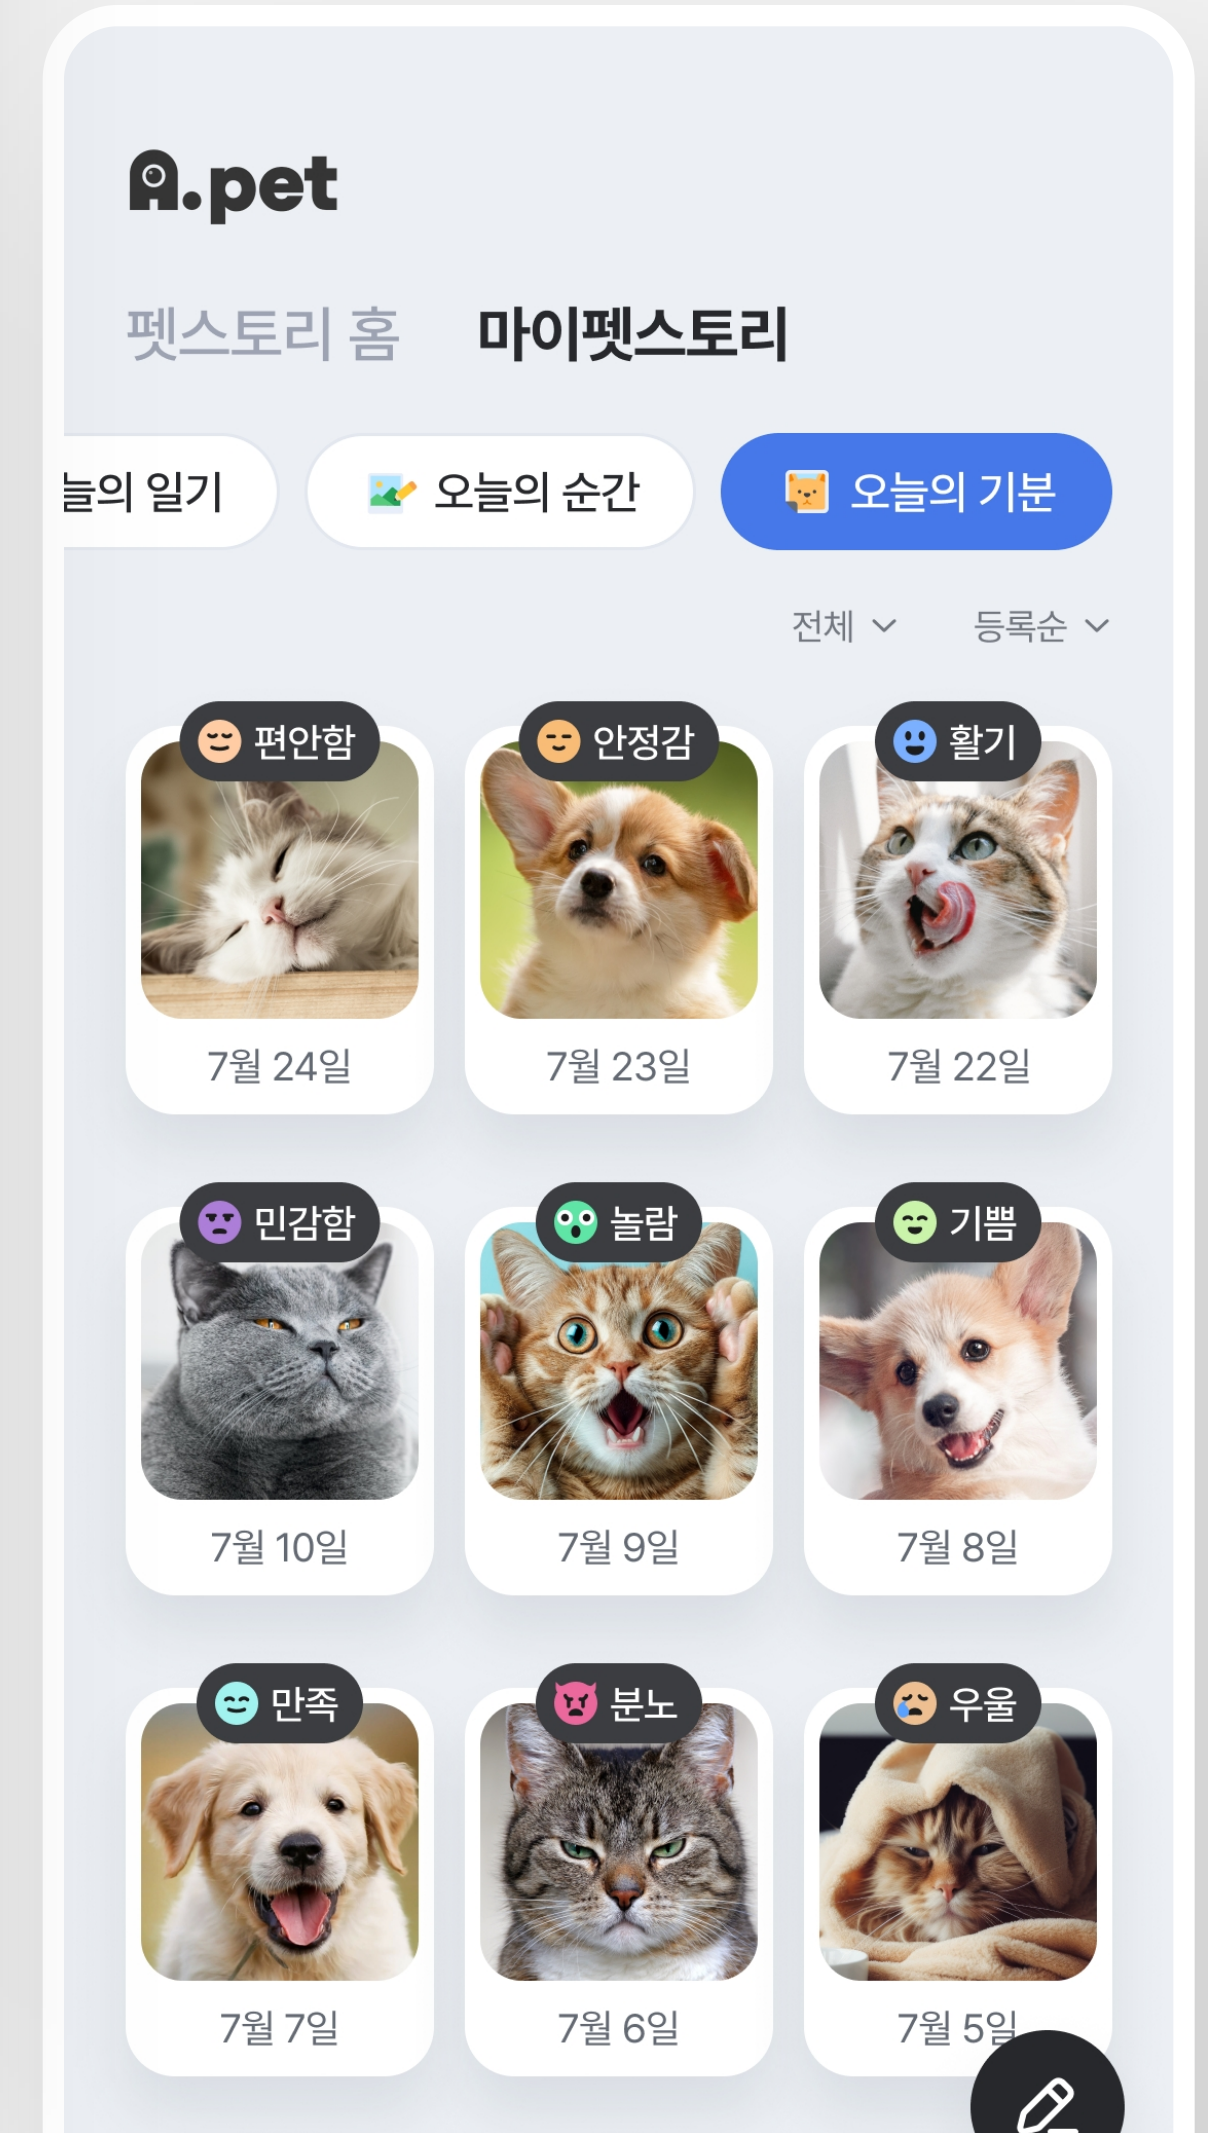 A.pet
펫스토리 홈 마이펫스토리
늘의 일기 오늘의 순간 오늘의 기분
전체 등록순
편안함 안정감 활기
7월 24일 7월 23일 7월 22일
민감함 놀람 기쁨
7월 10일 7월 9일 7월 8일
만족 분노 우울
7월 7일 7월 6일 7월 5일